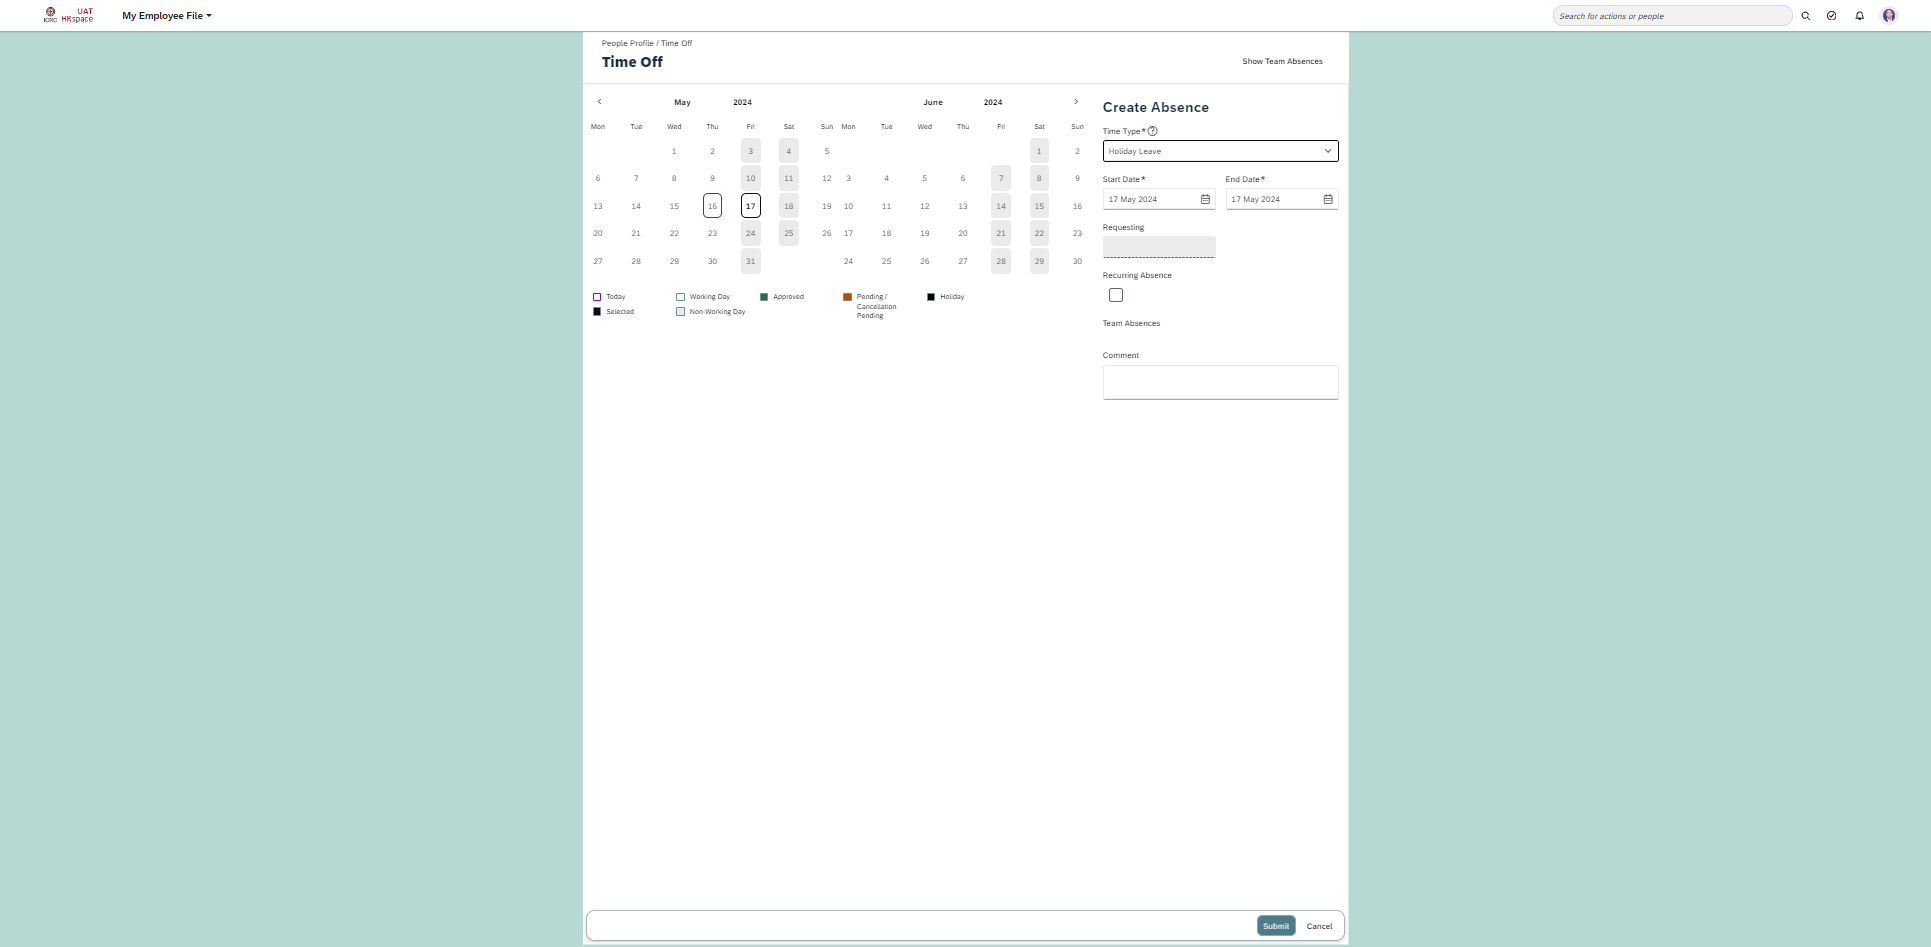 ICRC
UAT
HRspace
My Employee File
Search for actions or people
People Profile / Time Off
Time Off
Show Team Absences
May 2024
June 2024
Mon Tue Wed Thu Fri Sat Sun
Mon Tue Wed Thu Fri Sat Sun
1 2 3 4 5
1 2
6 7 8 9 10 11 12
3 4 5 6 7 8 9
13 14 15 16 17 18 19
10 11 12 13 14 15 16
20 21 22 23 24 25 26
17 18 19 20 21 22 23
27 28 29 30 31
24 25 26 27 28 29 30
Today
Working Day
Approved
Pending /
Cancellation
Pending
Holiday
Selected
Non-Working Day
Create Absence
Time Type*
Holiday Leave
Start Date*
End Date*
17 May 2024
17 May 2024
Requesting
Recurring Absence
Team Absences
Comment
Submit
Cancel